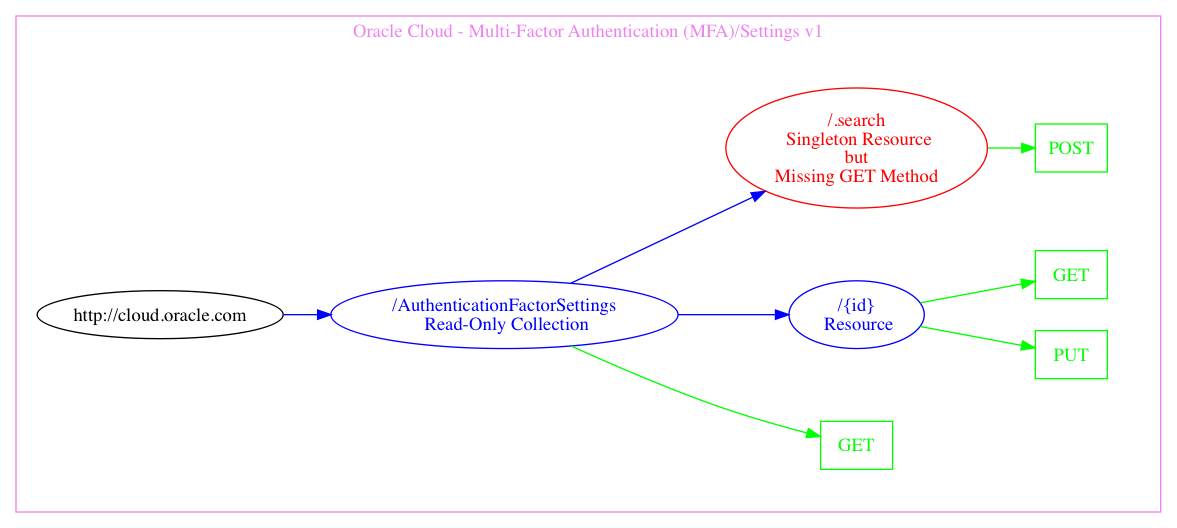 Oracle Cloud - Multi-Factor Authentication (MFA)/Settings v1
/.search
Singleton Resource
but
Missing GET Method
POST
http://cloud.oracle.com
/AuthenticationFactorSettings
Read-Only Collection
/{id}
Resource
GET
PUT
GET